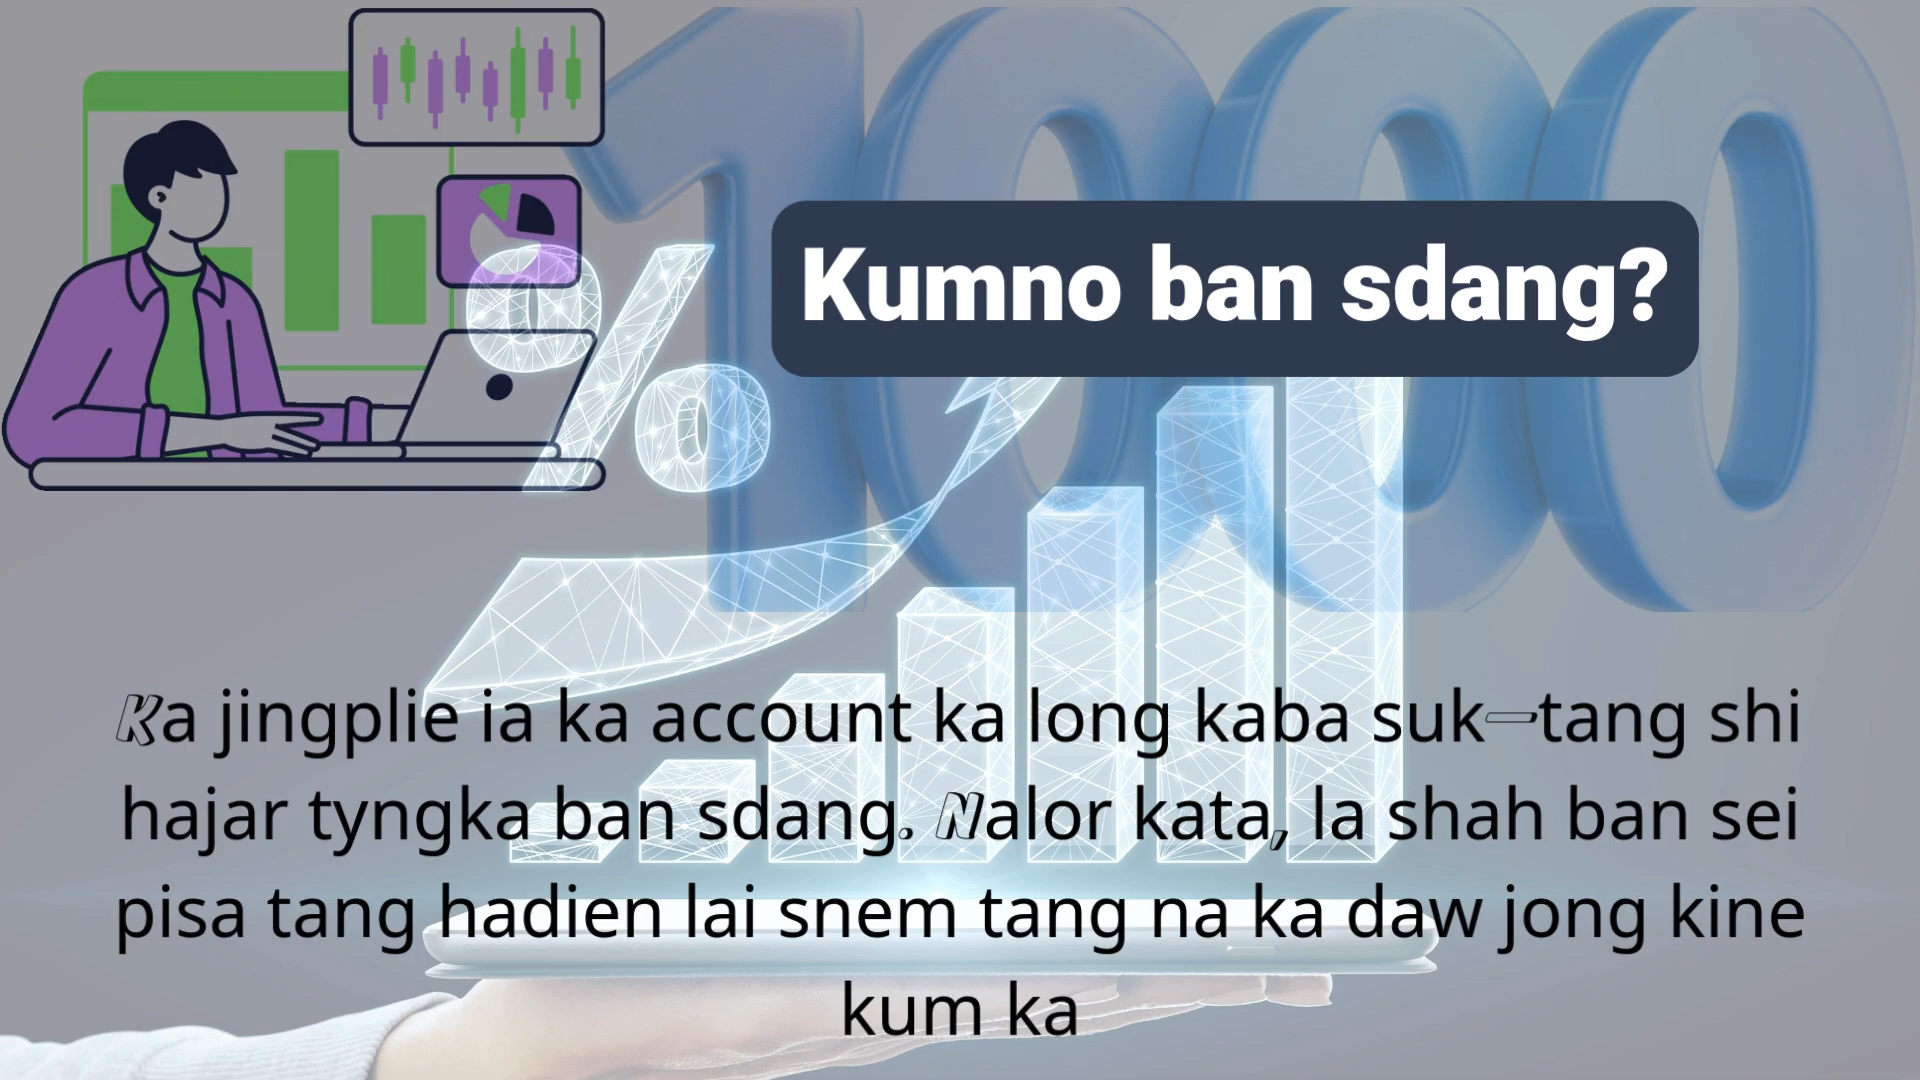 1000
Kumno ban sdang?
%
Ka jingplie ia ka account ka long kaba suk—tang shi
hajar tyngka ban sdang. Nalor kata, la shah ban sei
pisa tang hadien lai snem tang na ka daw jong kine
kum ka